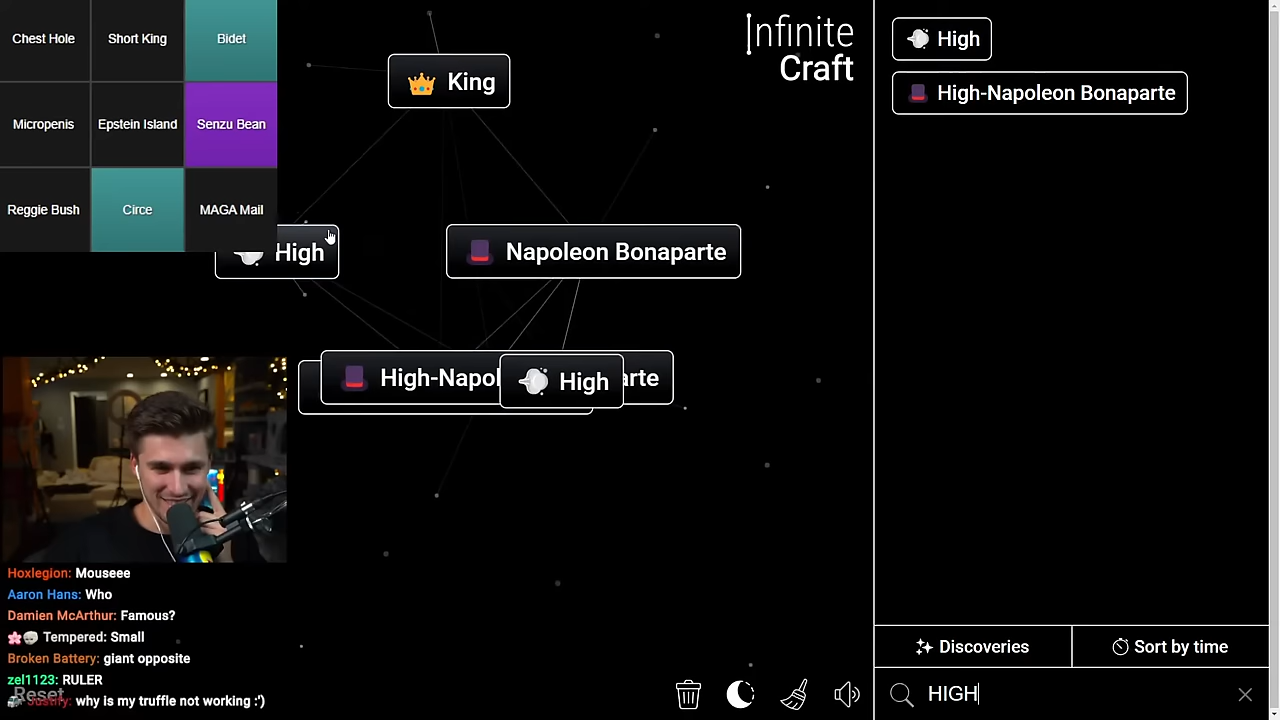 Chest Hole
Short King
Bidet
Micropenis
Epstein Island
Senzu Bean
Reggie Bush
Circe
MAGA Mail
King
High
Napoleon Bonaparte
High-Napol
arte
High
Infinite
Craft
High
High-Napoleon Bonaparte
Hoxlegion: Mouseee
Aaron Hans: Who
Damien McArthur: Famous?
Tempered: Small
Broken Battery: giant opposite
zel1123: RULER
Reset
Justify: why is my truffle not working :')
Discoveries
Sort by time
HIGH